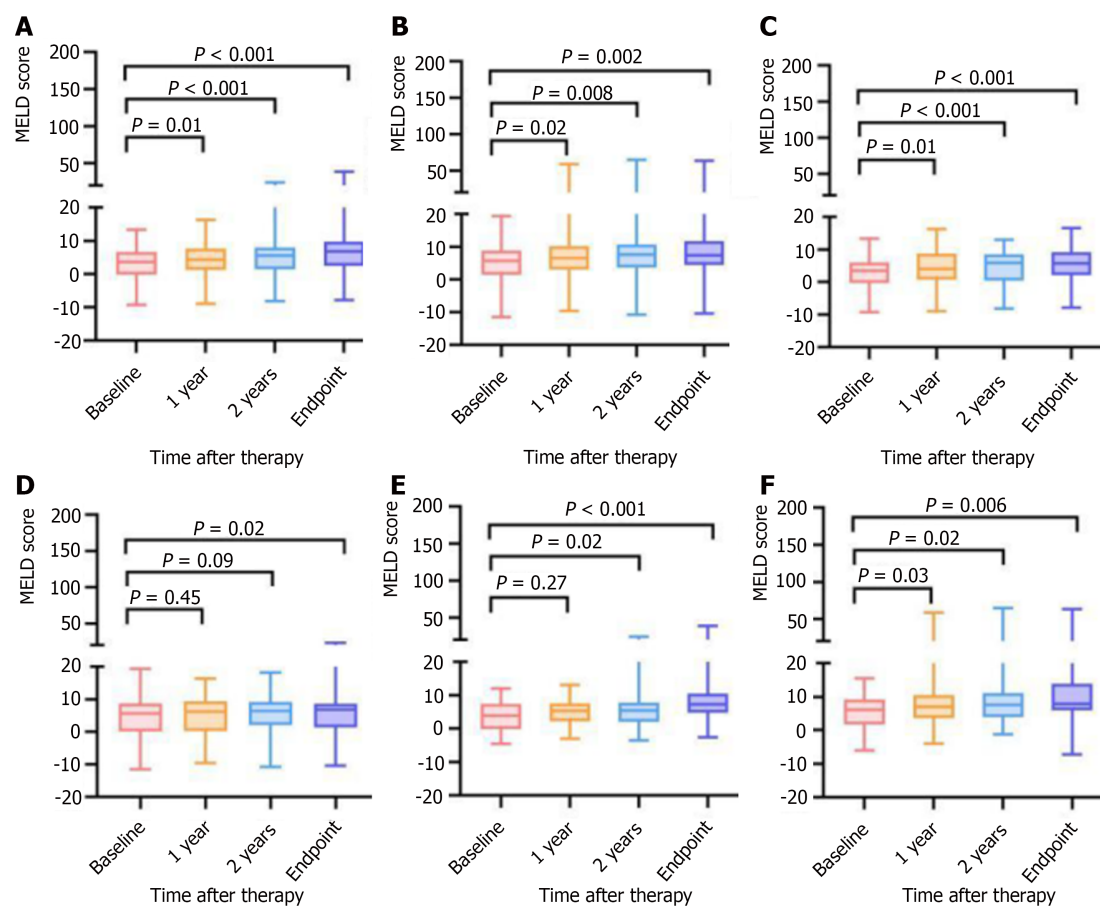 A
MELD score
200
150
100
50
20
10
0
-10
-20
P < 0.001
P < 0.001
P = 0.01
Baseline
1 year
2 years
Endpoint
Time after therapy
B
MELD score
200
150
100
50
20
10
0
-10
-20
P = 0.002
P = 0.008
P = 0.02
Baseline
1 year
2 years
Endpoint
Time after therapy
C
MELD score
200
150
100
50
20
10
0
-10
-20
P < 0.001
P < 0.001
P = 0.01
Baseline
1 year
2 years
Endpoint
Time after therapy
D
MELD score
200
150
100
50
20
10
0
-10
-20
P = 0.02
P = 0.09
P = 0.45
Baseline
1 year
2 years
Endpoint
Time after therapy
E
MELD score
200
150
100
50
20
10
0
-10
-20
P < 0.001
P = 0.02
P = 0.27
Baseline
1 year
2 years
Endpoint
Time after therapy
F
MELD score
200
150
100
50
20
10
0
-10
-20
P = 0.006
P = 0.02
P = 0.03
Baseline
1 year
2 years
Endpoint
Time after therapy